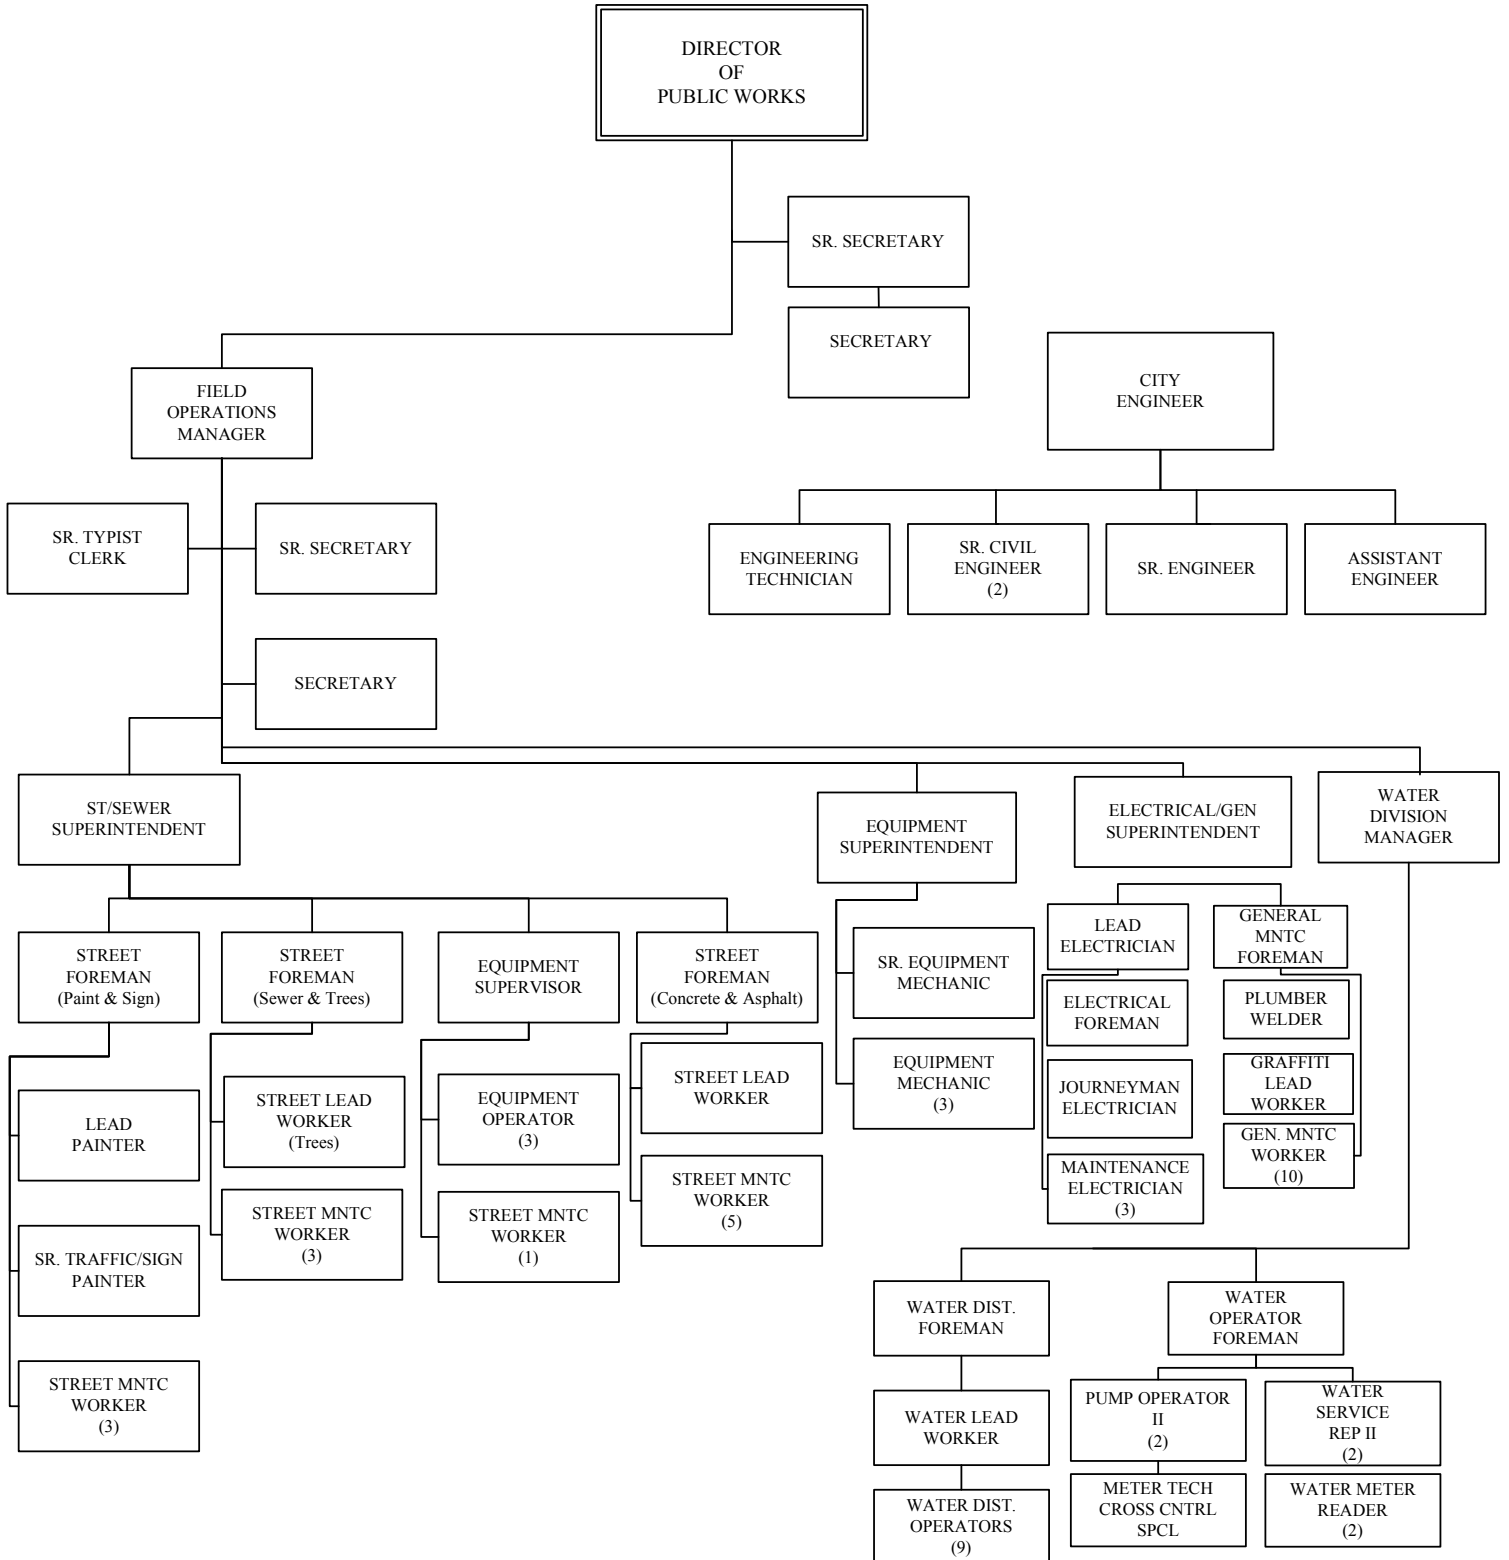 DIRECTOR
OF
PUBLIC WORKS
SR. SECRETARY
SECRETARY
CITY
ENGINEER
FIELD
OPERATIONS
MANAGER
SR. TYPIST
CLERK
SR. SECRETARY
ENGINEERING
TECHNICIAN
SR. CIVIL
ENGINEER
(2)
SR. ENGINEER
ASSISTANT
ENGINEER
SECRETARY
ST/SEWER
SUPERINTENDENT
EQUIPMENT
SUPERINTENDENT
ELECTRICAL/GEN
SUPERINTENDENT
WATER
DIVISION
MANAGER
STREET
FOREMAN
(Paint & Sign)
STREET
FOREMAN
(Sewer & Trees)
EQUIPMENT
SUPERVISOR
STREET
FOREMAN
(Concrete & Asphalt)
SR. EQUIPMENT
MECHANIC
LEAD
ELECTRICIAN
GENERAL
MNTC
FOREMAN
ELECTRICAL
FOREMAN
PLUMBER
WELDER
LEAD
PAINTER
STREET LEAD
WORKER
(Trees)
EQUIPMENT
OPERATOR
(3)
STREET LEAD
WORKER
EQUIPMENT
MECHANIC
(3)
JOURNEYMAN
ELECTRICIAN
GRAFFITI
LEAD
WORKER
MAINTENANCE
ELECTRICIAN
(3)
GEN. MNTC
WORKER
(10)
SR. TRAFFIC/SIGN
PAINTER
STREET MNTC
WORKER
(3)
STREET MNTC
WORKER
(1)
STREET MNTC
WORKER
(5)
WATER DIST.
FOREMAN
WATER
OPERATOR
FOREMAN
STREET MNTC
WORKER
(3)
WATER LEAD
WORKER
PUMP OPERATOR
II
(2)
WATER
SERVICE
REP II
(2)
WATER DIST.
OPERATORS
(9)
METER TECH
CROSS CNTRL
SPCL
WATER METER
READER
(2)